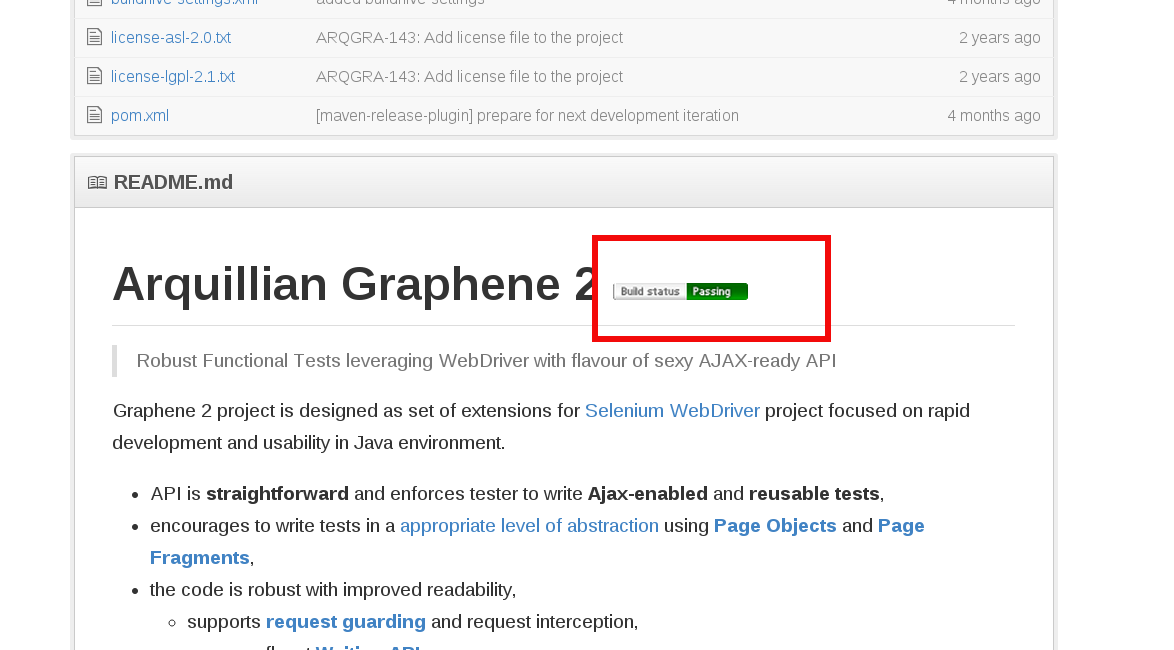 buildhive-settings.xml added buildhive-settings 4 months ago
license-asl-2.0.txt ARQGRA-143: Add license file to the project 2 years ago
license-lgpl-2.1.txt ARQGRA-143: Add license file to the project 2 years ago
pom.xml [maven-release-plugin] prepare for next development iteration 4 months ago
README.md
Arquillian Graphene 2 Build status Passing
Robust Functional Tests leveraging WebDriver with flavour of sexy AJAX-ready API
Graphene 2 project is designed as set of extensions for Selenium WebDriver project focused on rapid
development and usability in Java environment.
• API is straightforward and enforces tester to write Ajax-enabled and reusable tests,
• encourages to write tests in a appropriate level of abstraction using Page Objects and Page
Fragments,
• the code is robust with improved readability,
◦ supports request guarding and request interception,
Waiting API